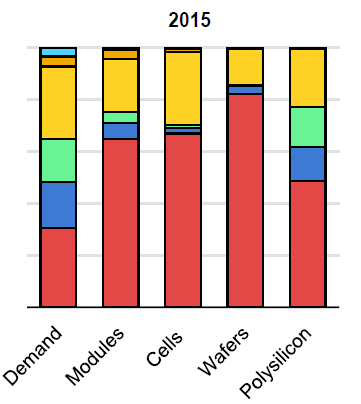 2015
Demand
Modules
Cells
Wafers
Polysilicon